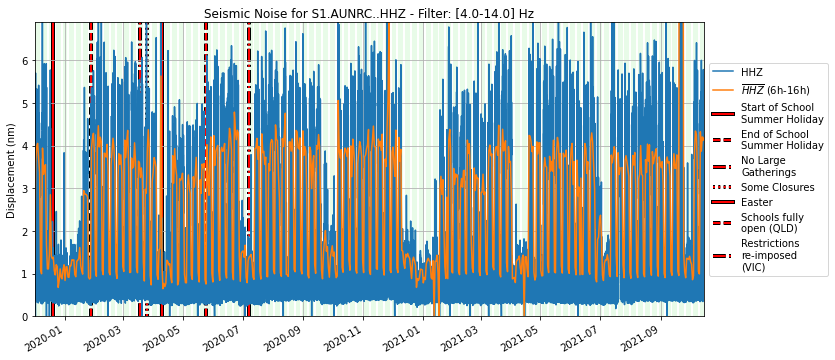 Seismic Noise for S1.AUNRC..HHZ - Filter: [4.0-14.0] Hz
Displacement (nm)
6
5
4
3
2
1
0
2020-01
2020-03
2020-05
2020-07
2020-09
2020-11
2021-01
2021-03
2021-05
2021-07
2021-09
HHZ
HHZ (6h-16h)
Start of School
Summer Holiday
End of School
Summer Holiday
No Large
Gatherings
Some Closures
Easter
Schools fully
open (QLD)
Restrictions
re-imposed
(VIC)